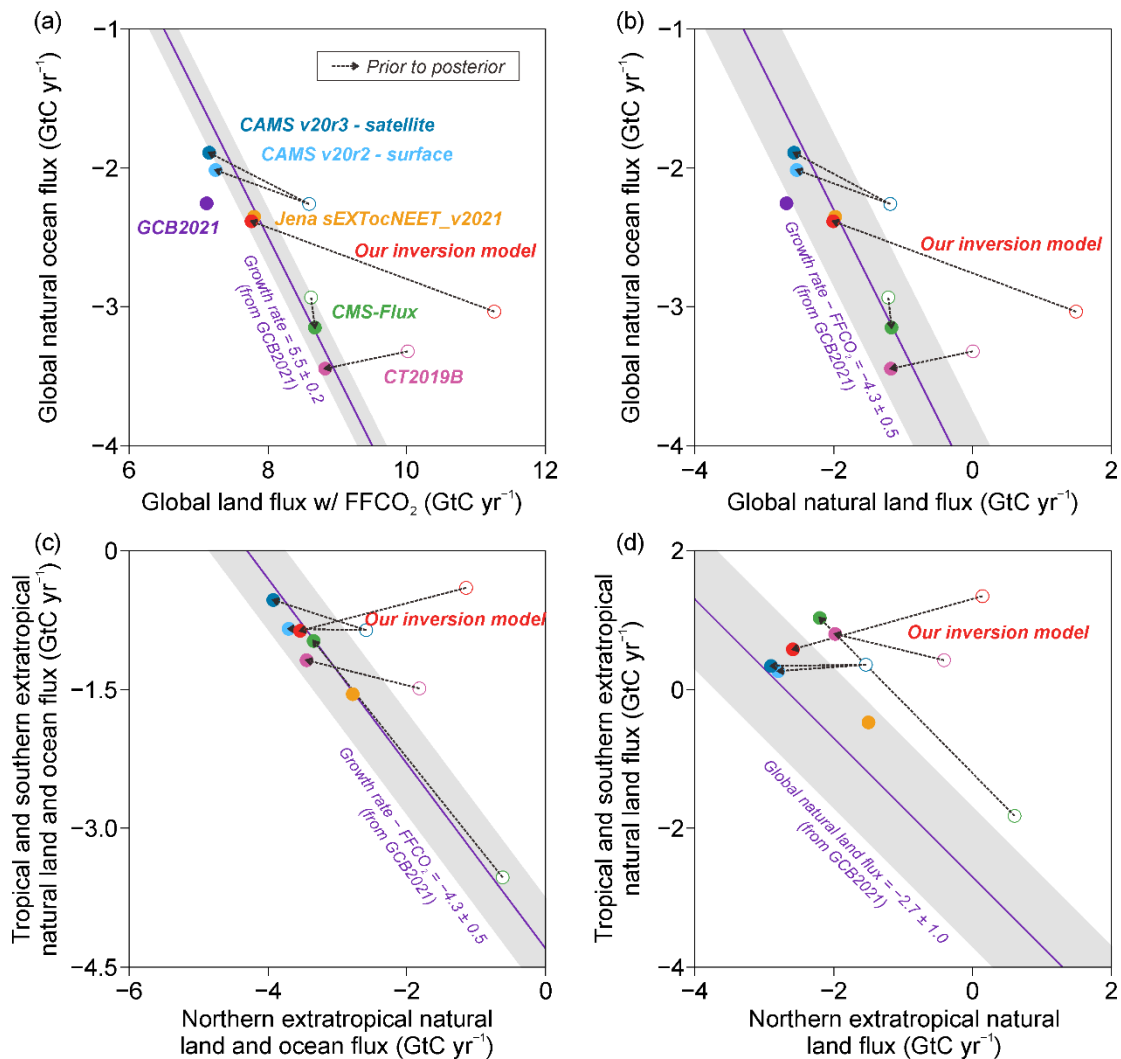 (a)
−1
Prior to posterior
CAMS v20r3 - satellite
CAMS v20r2 - surface
−2
GCB2021
Jena sEXTocNEET_v2021
Our inversion model
Growth rate = 5.5 ± 0.2
(from GCB2021)
−3
CMS-Flux
CT2019B
−4
6
8
10
12
Global natural ocean flux (GtC yr⁻¹)
Global land flux w/ FFCO₂ (GtC yr⁻¹)
(b)
−1
−2
Our inversion model
Growth rate − FFCO₂ = −4.3 ± 0.5
(from GCB2021)
−3
−4
−4
−2
0
2
Global natural ocean flux (GtC yr⁻¹)
Global natural land flux (GtC yr⁻¹)
(c)
0
Our inversion model
−1.5
Growth rate − FFCO₂ = −4.3 ± 0.5
(from GCB2021)
−3.0
−4.5
−6
−4
−2
0
Tropical and southern extratropical
natural land and ocean flux (GtC yr⁻¹)
Northern extratropical natural
land and ocean flux (GtC yr⁻¹)
(d)
2
Our inversion model
0
Global natural land flux = −2.7 ± 1.0
(from GCB2021)
−2
−4
−4
−2
0
2
Tropical and southern extratropical
natural land flux (GtC yr⁻¹)
Northern extratropical natural
land flux (GtC yr⁻¹)